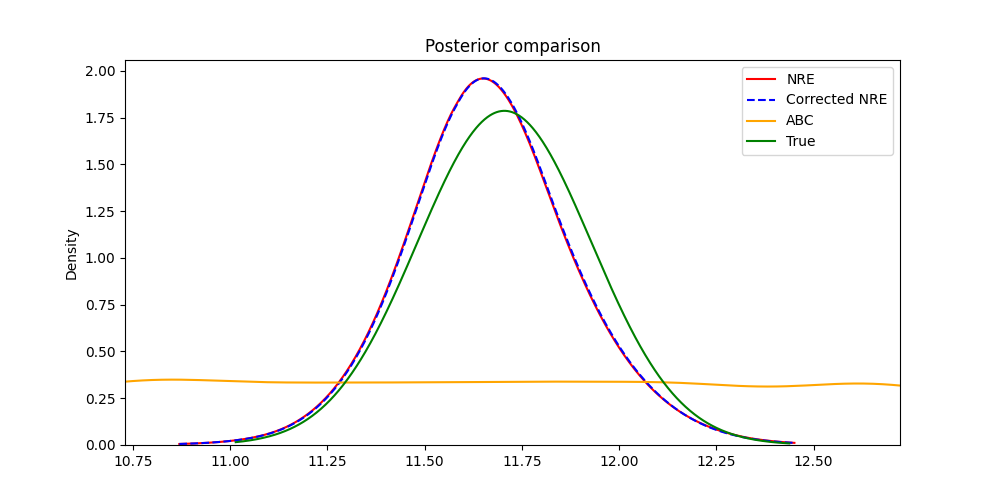 Posterior comparison
NRE
Corrected NRE
ABC
True
Density
2.00
1.75
1.50
1.25
1.00
0.75
0.50
0.25
0.00
10.75 11.00 11.25 11.50 11.75 12.00 12.25 12.50